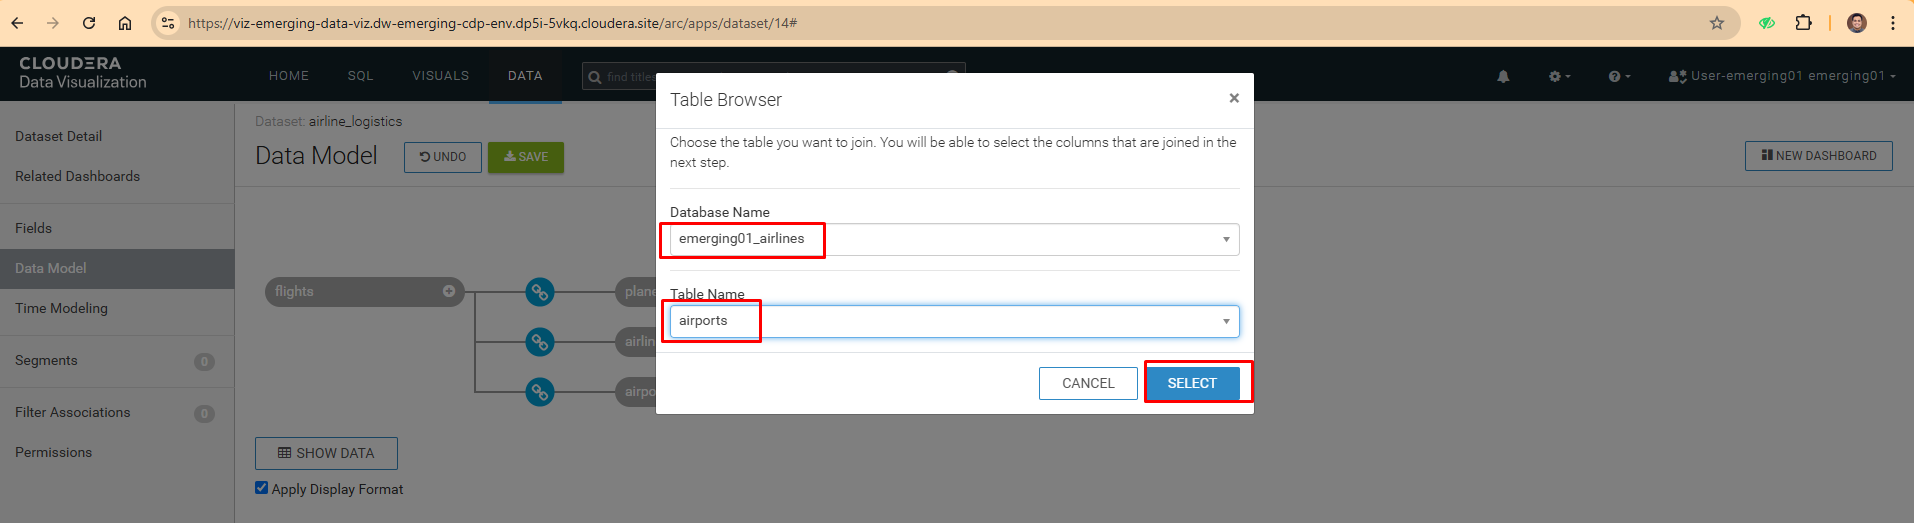 https://viz-emerging-data-viz.dw-emerging-cdp-env.dp5i-5vkq.cloudera.site/arc/apps/dataset/14#
CLOUDERA
Data Visualization
HOME
SQL
VISUALS
DATA
find titles
User-emerging01 emerging01
Dataset Detail
Related Dashboards
Fields
Data Model
Time Modeling
Segments
0
Filter Associations
0
Permissions
Dataset: airline_logistics
Data Model
UNDO
SAVE
NEW DASHBOARD
flights
plane
airlin
airpo
SHOW DATA
Apply Display Format
Table Browser
×
Choose the table you want to join. You will be able to select the columns that are joined in the
next step.
Database Name
emerging01_airlines
Table Name
airports
CANCEL
SELECT